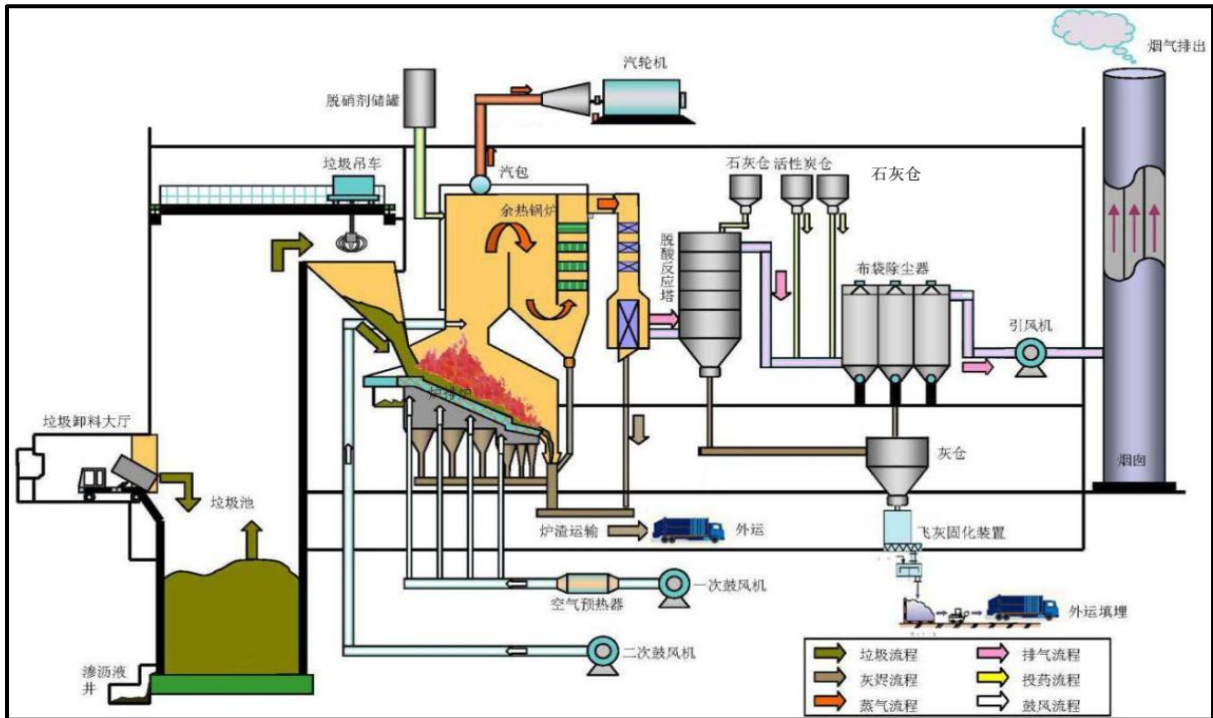 烟气排出
汽轮机
脱硝剂储罐
垃圾吊车
汽包
石灰仓
活性炭仓
石灰仓
余热锅炉
脱酸反应塔
布袋除尘器
引风机
炉排炉
垃圾卸料大厅
垃圾池
灰仓
烟囱
炉渣运输
外运
飞灰固化装置
一次鼓风机
空气预热器
外运填埋
二次鼓风机
渗沥液
井
垃圾流程
排气流程
灰烬流程
投药流程
蒸气流程
鼓风流程